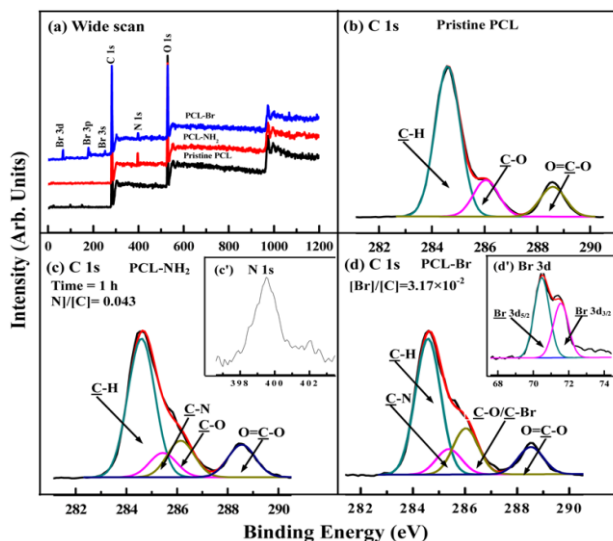 (a) Wide scan
C 1s
O 1s
Br 3d
Br 3p
Br 3s
N 1s
PCL-Br
PCL-NH₂
Pristine PCL
0 200 400 600 800 1000 1200
(b) C 1s Pristine PCL
C-H
C-O
O=C-O
282 284 286 288 290
(c) C 1s PCL-NH₂
Time = 1 h
N]/[C]= 0.043
(c') N 1s
398 400 402
C-H
C-N
C-O
O=C-O
282 284 286 288 290
(d) C 1s PCL-Br
[Br]/[C]=3.17×10⁻²
(d') Br 3d
Br 3d5/2
Br 3d3/2
68 70 72 74
C-H
C-N
C-O/C-Br
O=C-O
282 284 286 288 290
Intensity (Arb. Units)
Binding Energy (eV)